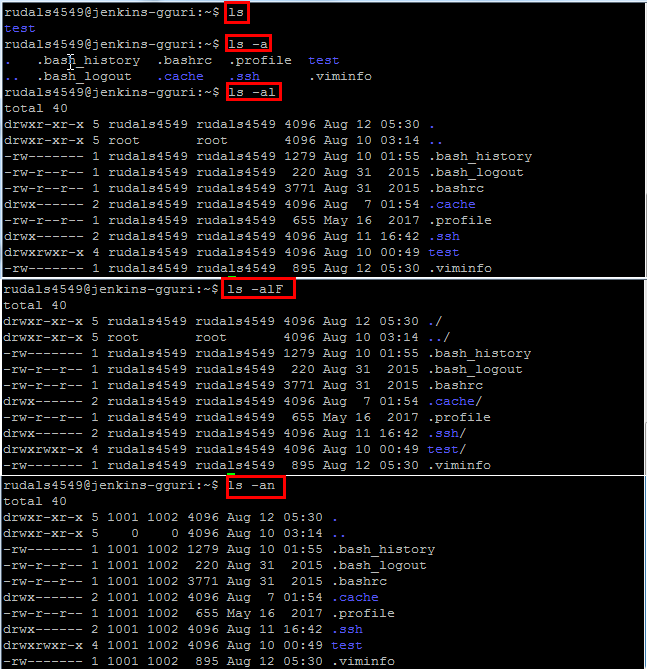 rudals4549@jenkins-gguri:~$ ls
test
rudals4549@jenkins-gguri:~$ ls -a
.   .bash_history  .bashrc  .profile  test
..  .bash_logout   .cache   .ssh      .viminfo
rudals4549@jenkins-gguri:~$ ls -al
total 40
drwxr-xr-x 5 rudals4549 rudals4549 4096 Aug 12 05:30 .
drwxr-xr-x 5 root       root       4096 Aug 10 03:14 ..
-rw------- 1 rudals4549 rudals4549 1279 Aug 10 01:55 .bash_history
-rw-r--r-- 1 rudals4549 rudals4549  220 Aug 31  2015 .bash_logout
-rw-r--r-- 1 rudals4549 rudals4549 3771 Aug 31  2015 .bashrc
drwx------ 2 rudals4549 rudals4549 4096 Aug  7 01:54 .cache
-rw-r--r-- 1 rudals4549 rudals4549  655 May 16  2017 .profile
drwx------ 2 rudals4549 rudals4549 4096 Aug 11 16:42 .ssh
drwxrwxr-x 4 rudals4549 rudals4549 4096 Aug 10 00:49 test
-rw------- 1 rudals4549 rudals4549  895 Aug 12 05:30 .viminfo
rudals4549@jenkins-gguri:~$ ls -alF
total 40
drwxr-xr-x 5 rudals4549 rudals4549 4096 Aug 12 05:30 ./
drwxr-xr-x 5 root       root       4096 Aug 10 03:14 ../
-rw------- 1 rudals4549 rudals4549 1279 Aug 10 01:55 .bash_history
-rw-r--r-- 1 rudals4549 rudals4549  220 Aug 31  2015 .bash_logout
-rw-r--r-- 1 rudals4549 rudals4549 3771 Aug 31  2015 .bashrc
drwx------ 2 rudals4549 rudals4549 4096 Aug  7 01:54 .cache/
-rw-r--r-- 1 rudals4549 rudals4549  655 May 16  2017 .profile
drwx------ 2 rudals4549 rudals4549 4096 Aug 11 16:42 .ssh/
drwxrwxr-x 4 rudals4549 rudals4549 4096 Aug 10 00:49 test/
-rw------- 1 rudals4549 rudals4549  895 Aug 12 05:30 .viminfo
rudals4549@jenkins-gguri:~$ ls -an
total 40
drwxr-xr-x 5 1001 1002 4096 Aug 12 05:30 .
drwxr-xr-x 5    0    0 4096 Aug 10 03:14 ..
-rw------- 1 1001 1002 1279 Aug 10 01:55 .bash_history
-rw-r--r-- 1 1001 1002  220 Aug 31  2015 .bash_logout
-rw-r--r-- 1 1001 1002 3771 Aug 31  2015 .bashrc
drwx------ 2 1001 1002 4096 Aug  7 01:54 .cache
-rw-r--r-- 1 1001 1002  655 May 16  2017 .profile
drwx------ 2 1001 1002 4096 Aug 11 16:42 .ssh
drwxrwxr-x 4 1001 1002 4096 Aug 10 00:49 test
-rw------- 1 1001 1002  895 Aug 12 05:30 .viminfo